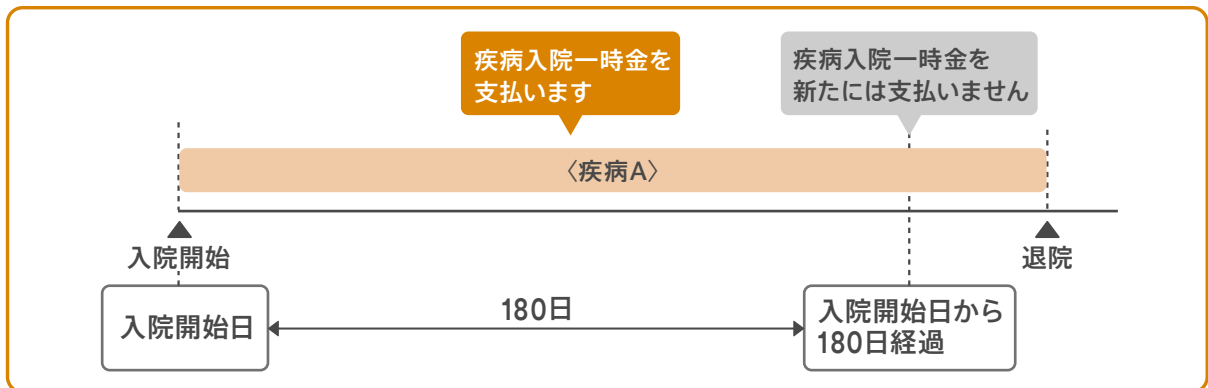 疾病入院一時金を
支払います
疾病入院一時金を
新たには支払いません
〈疾病A〉
入院開始
退院
入院開始日
180日
入院開始日から
180日経過